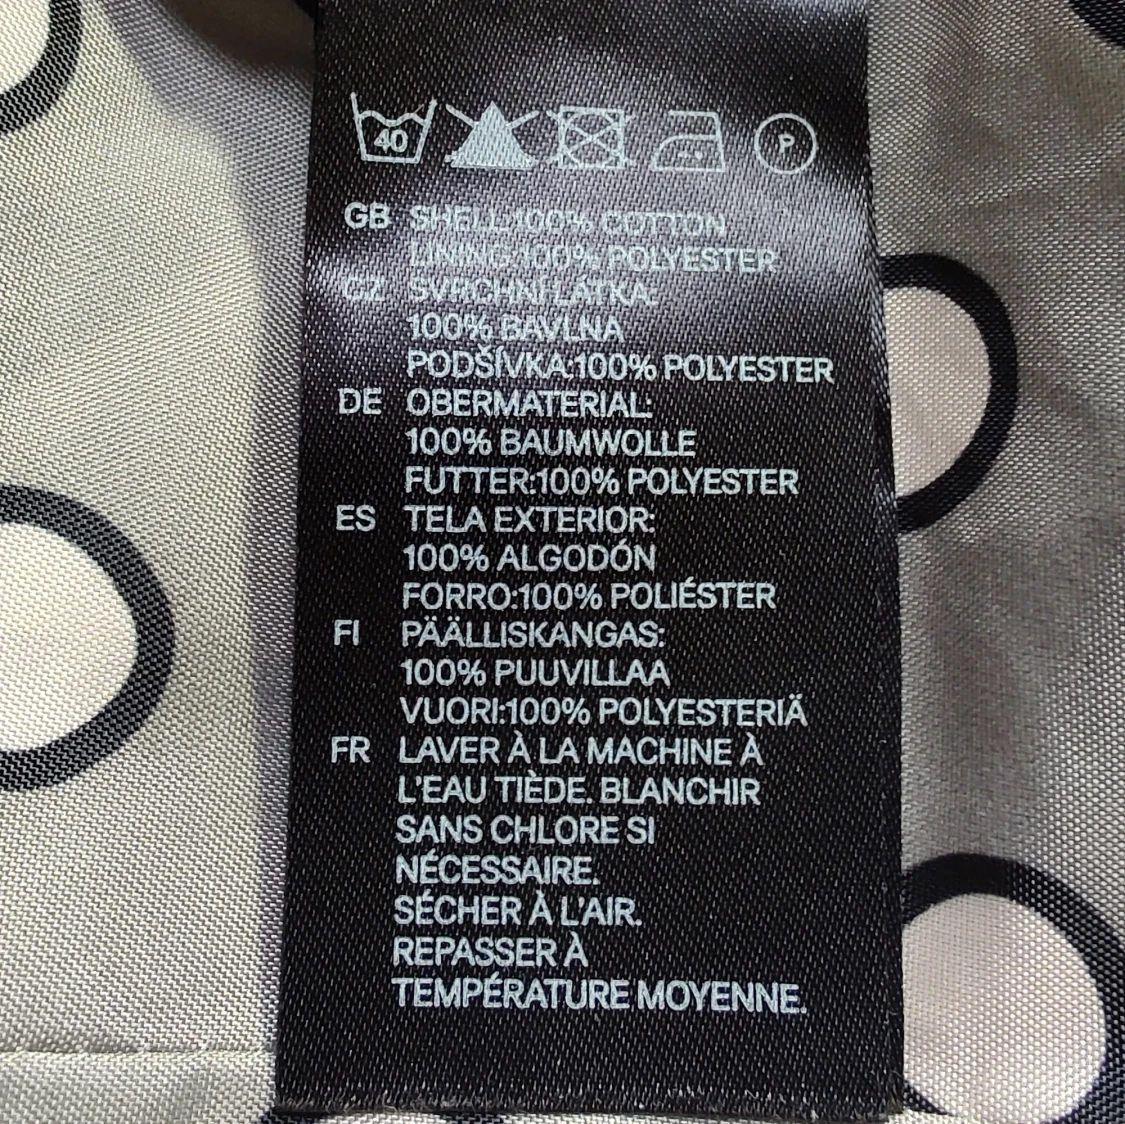 40 P
GB SHELL:100% COTTON
LINING:100% POLYESTER
CZ SVRCHNÍ LÁTKA:
100% BAVLNA
PODŠÍVKA:100% POLYESTER
DE OBERMATERIAL:
100% BAUMWOLLE
FUTTER:100% POLYESTER
ES TELA EXTERIOR:
100% ALGODÓN
FORRO:100% POLIÉSTER
FI PÄÄLLISKANGAS:
100% PUUVILLAA
VUORI:100% POLYESTERIÄ
FR LAVER À LA MACHINE À
L'EAU TIÈDE. BLANCHIR
SANS CHLORE SI
NÉCESSAIRE.
SÉCHER À L'AIR.
REPASSER À
TEMPÉRATURE MOYENNE.